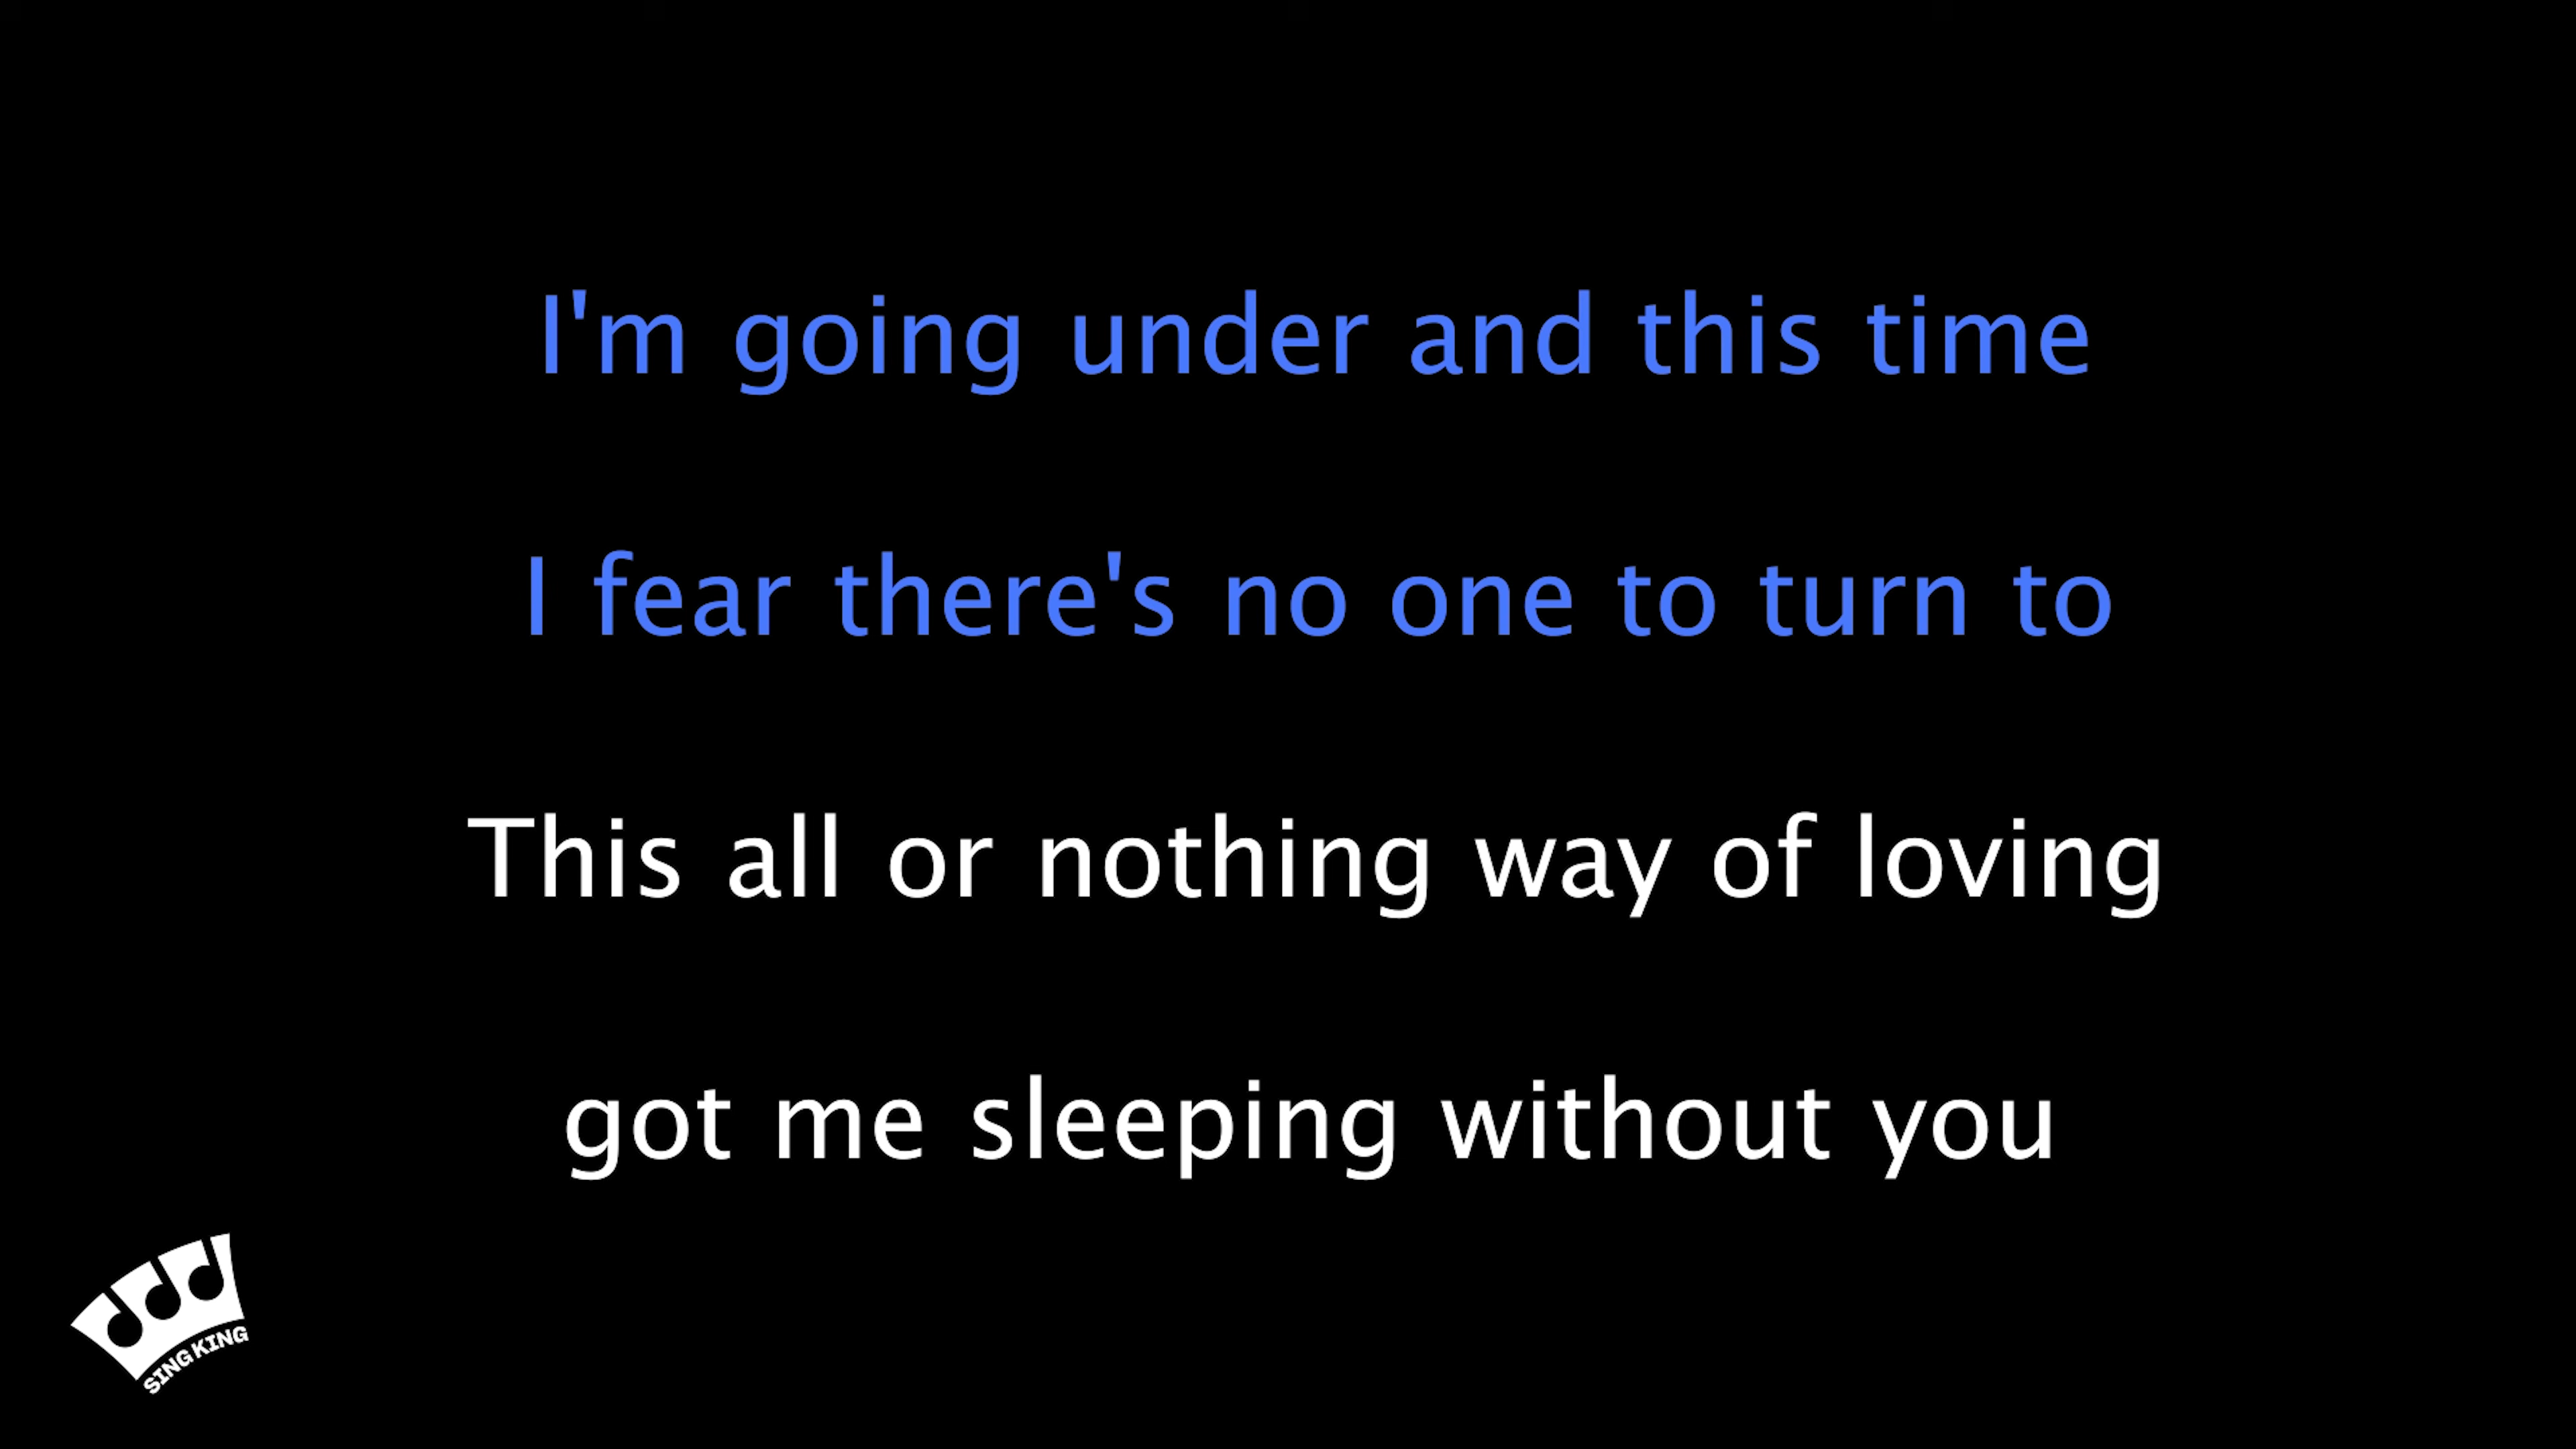 I'm going under and this time
I fear there's no one to turn to
This all or nothing way of loving
got me sleeping without you
SING KING